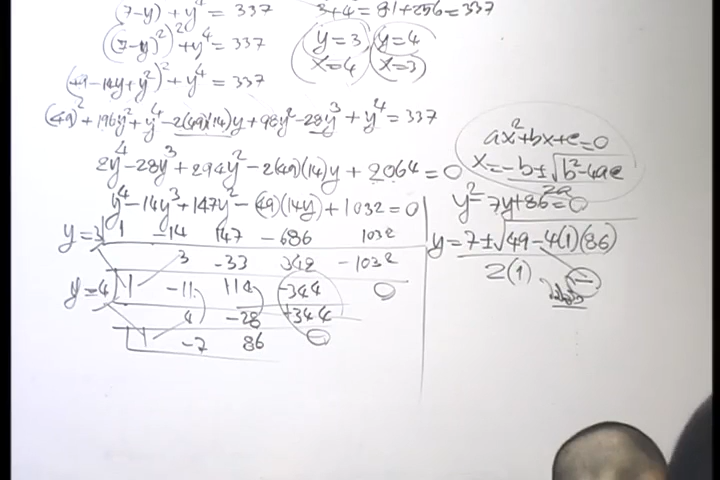 (7-y) + y⁴ = 337
3⁴+4⁴ = 81+256 = 337
((7-y)²)² + y⁴ = 337
y=3, y=4
x=4 x=3
(49-14y+y²)² + y⁴ = 337
(49)² + 196y² + y⁴ - 2(49)(14)y + 98y² - 28y³ + y⁴ = 337
2y⁴ - 28y³ + 294y² - 2(49)(14)y + 2064 = 0
y⁴ - 14y³ + 147y² - (49)(14y) + 1032 = 0
y=3 1 -14 147 -686 1032
3 -33 342 -1032
y=4 1 -11 114 -344 0
4 -28 +344
1 -7 86
ax²+bx+c=0
x = -b±√b²-4ac
2a
y²-7y+86=0
y = 7±√49-4(1)(86)
2(1) -